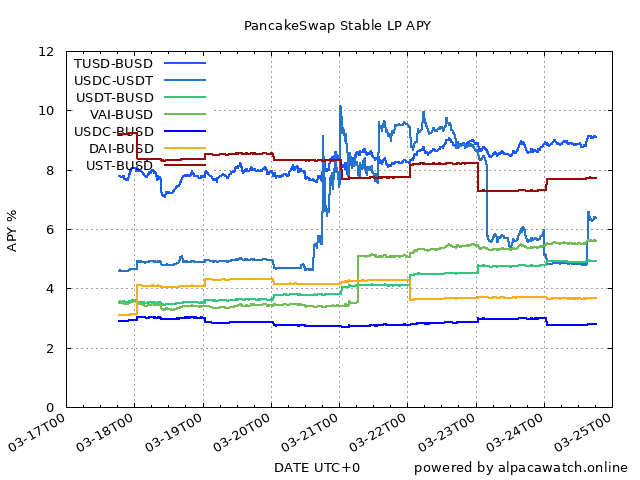 PancakeSwap Stable LP APY
12
10
8
6
4
2
0
APY %
TUSD-BUSD
USDC-USDT
USDT-BUSD
VAI-BUSD
USDC-BUSD
DAI-BUSD
UST-BUSD
03-17T00
03-18T00
03-19T00
03-20T00
03-21T00
03-22T00
03-23T00
03-24T00
03-25T00
DATE UTC+0
powered by alpacawatch.online